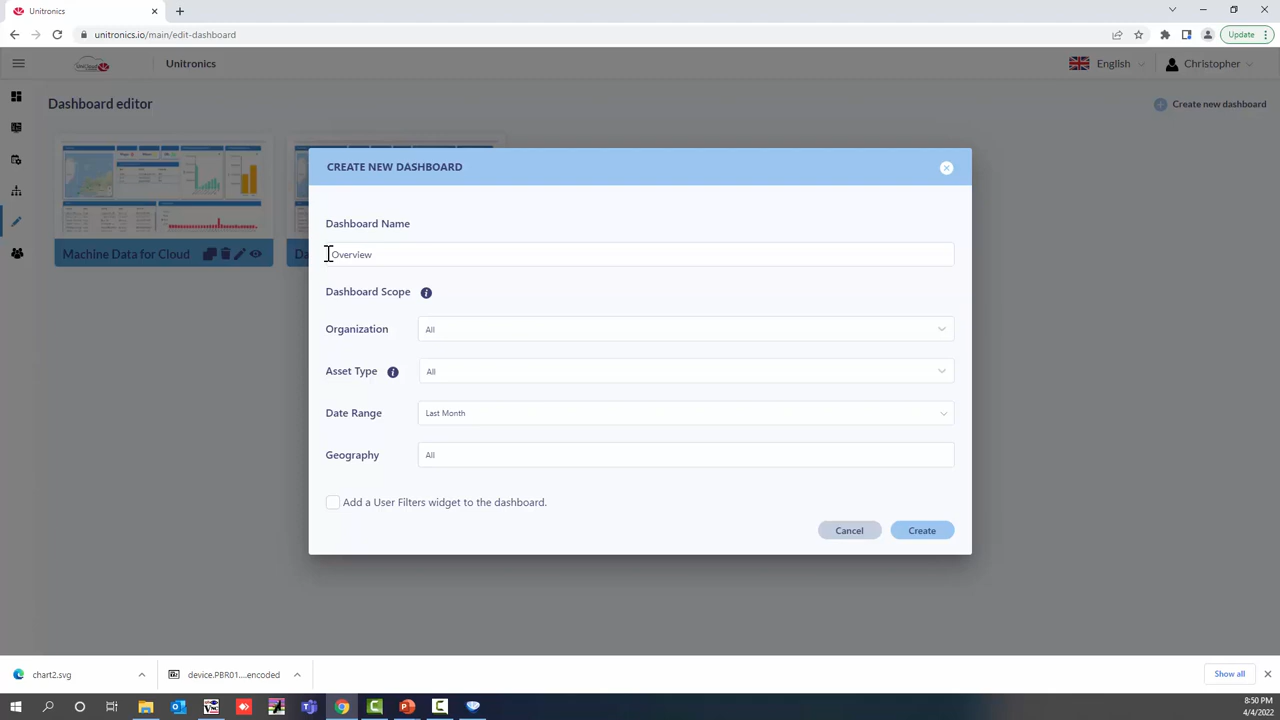 Unitronics
unitronics.io/main/edit-dashboard
Update
Unitronics
English
Christopher
Dashboard editor
Create new dashboard
CREATE NEW DASHBOARD
Dashboard Name
Overview
Dashboard Scope
Organization
All
Asset Type
All
Date Range
Last Month
Geography
All
Add a User Filters widget to the dashboard.
Cancel
Create
Machine Data for Cloud
Da
chart2.svg
device.PBR01....encoded
Show all
8:50 PM
4/4/2022